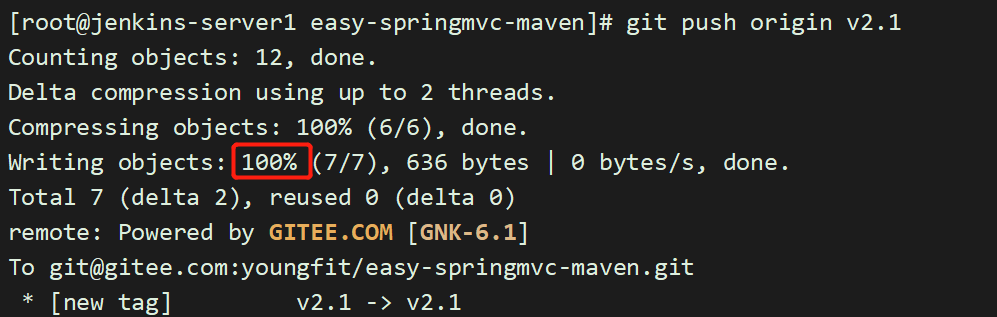 [root@jenkins-server1 easy-springmvc-maven]# git push origin v2.1
Counting objects: 12, done.
Delta compression using up to 2 threads.
Compressing objects: 100% (6/6), done.
Writing objects: 100% (7/7), 636 bytes | 0 bytes/s, done.
Total 7 (delta 2), reused 0 (delta 0)
remote: Powered by GITEE.COM [GNK-6.1]
To git@gitee.com:youngfit/easy-springmvc-maven.git
 * [new tag]         v2.1 -> v2.1